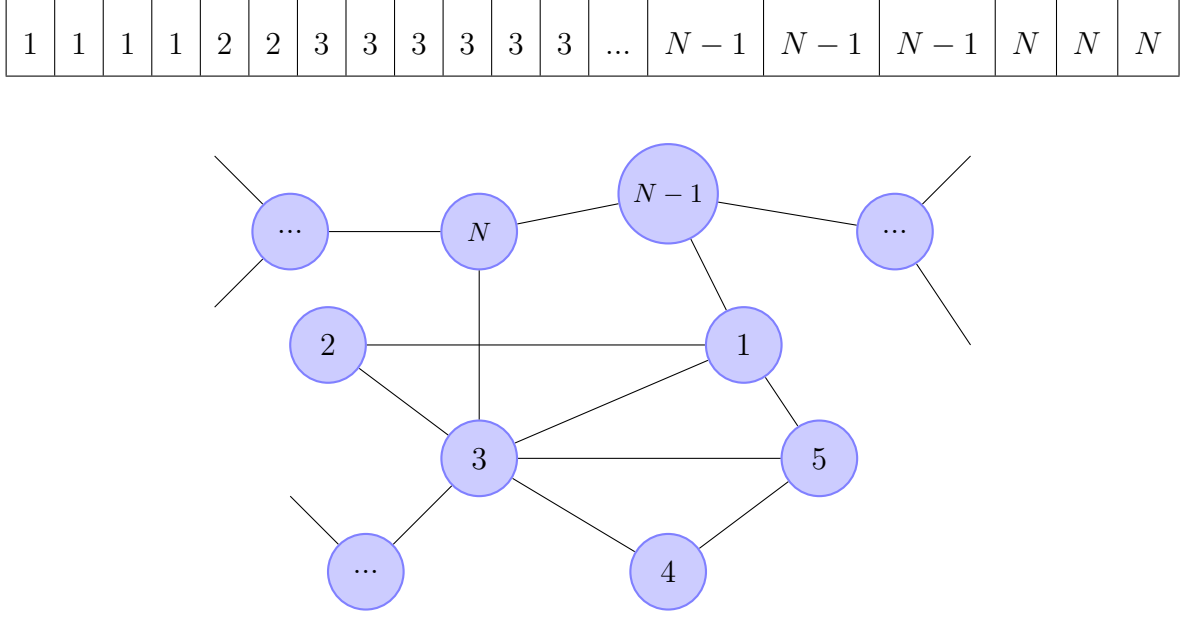 1 1 1 1 2 2 3 3 3 3 3 3 ... N − 1 N − 1 N − 1 N N N
N − 1
... N ...
2 1
3 5
... 4